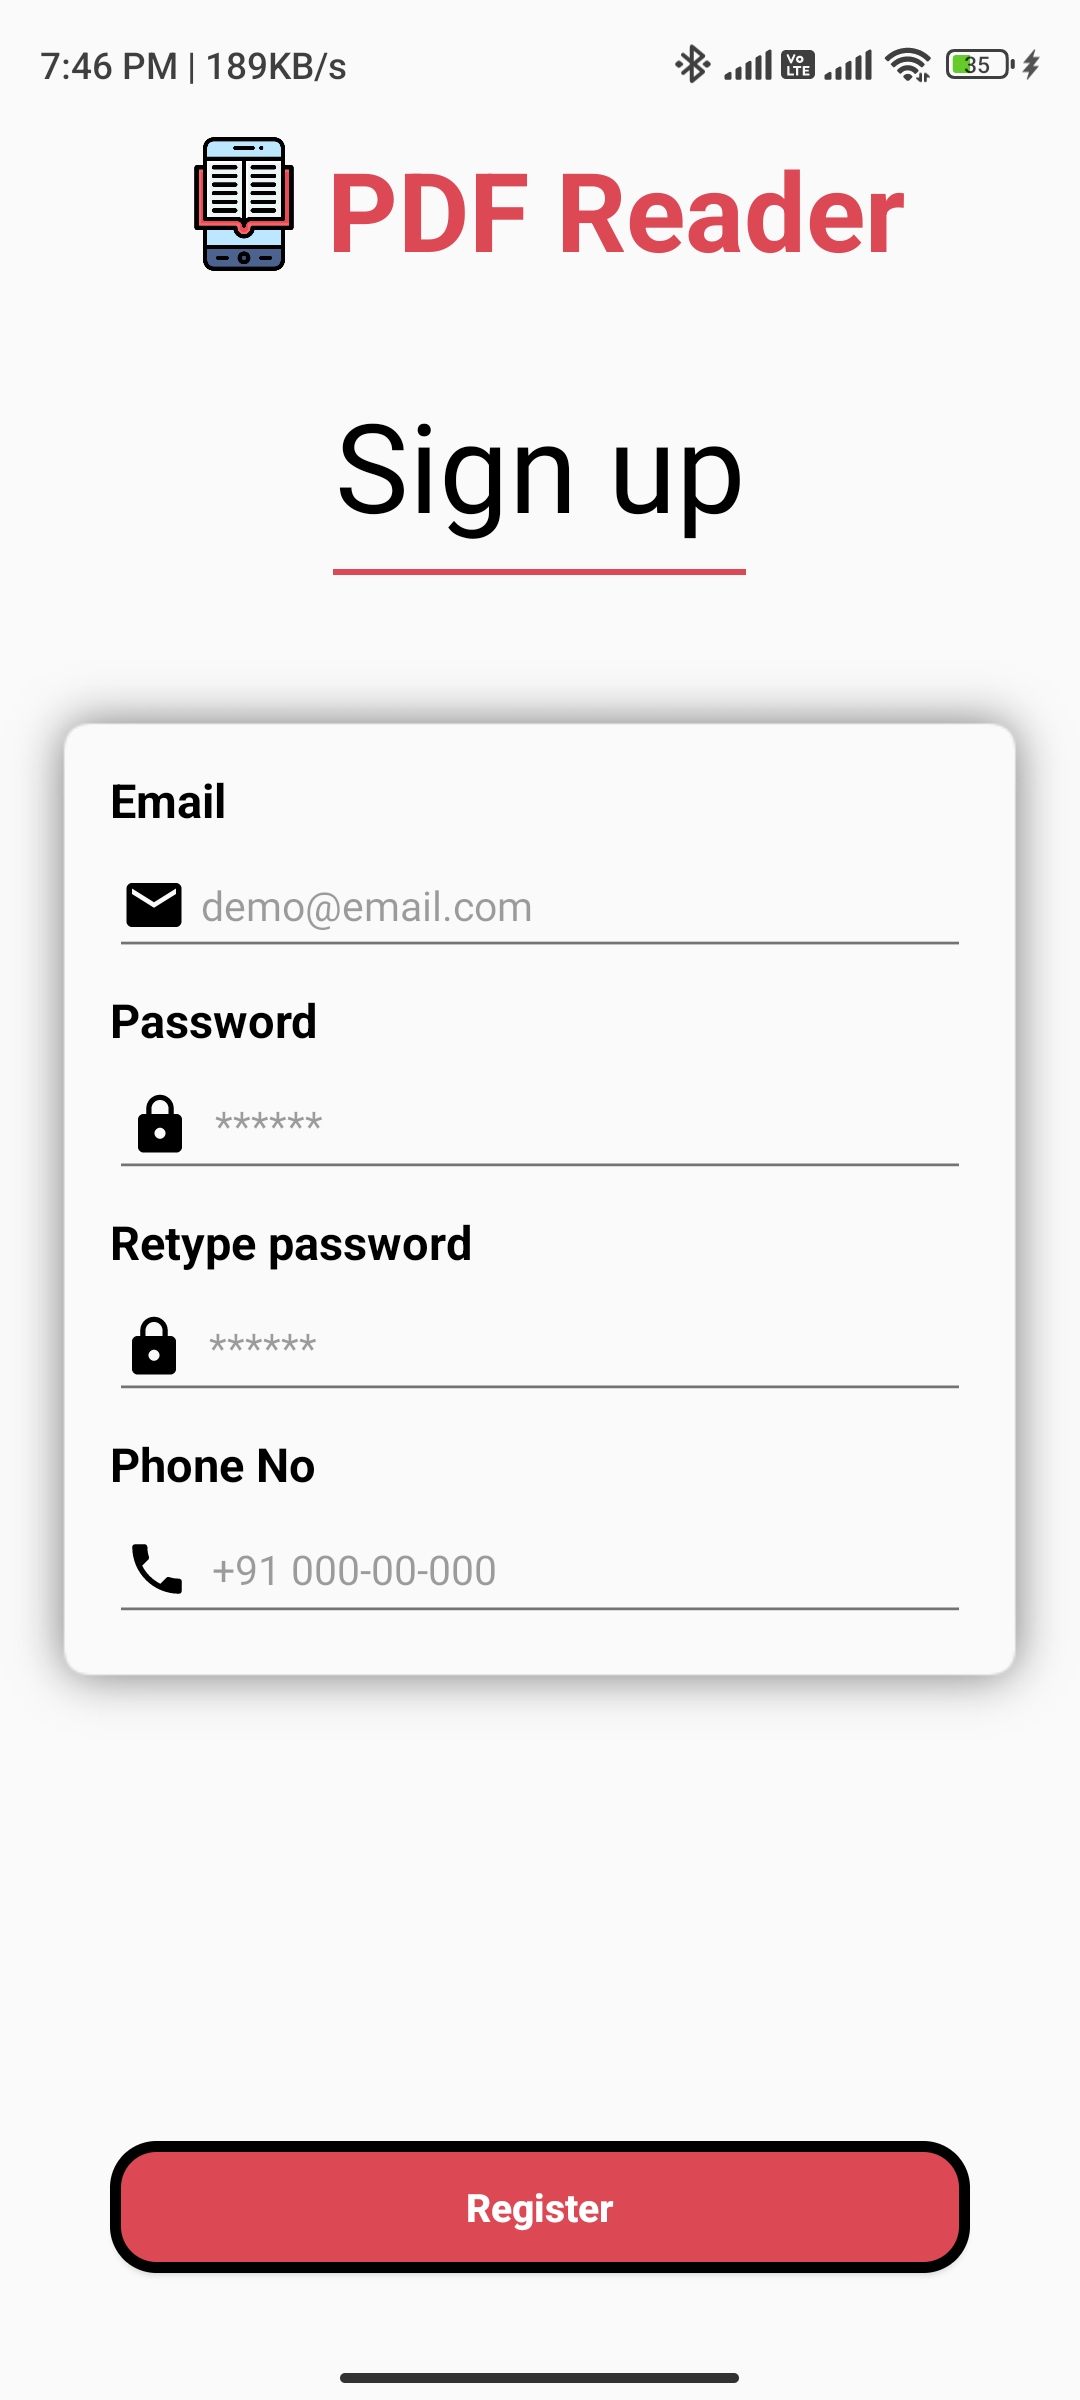 7:46 PM | 189KB/s Vo LTE 35
PDF Reader
Sign up
Email
demo@email.com
Password
******
Retype password
******
Phone No
+91 000-00-000
Register